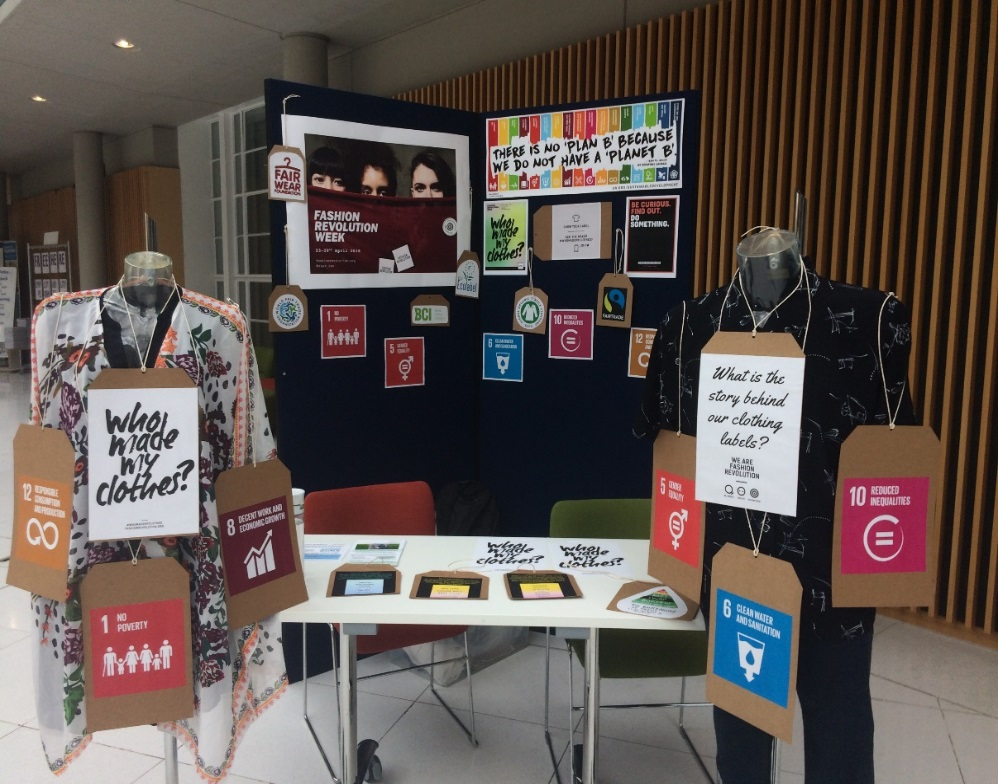 FAIR
WEAR
FOUNDATION
FASHION
REVOLUTION
WEEK
THERE IS NO 'PLAN B' BECAUSE
WE DO NOT HAVE A 'PLANET B'
who
made
my
clothes?
BE CURIOUS.
FIND OUT.
DO
SOMETHING.
Ecolabel
BCI
FAIRTRADE
1 NO
POVERTY
5 GENDER
EQUALITY
6 CLEAN WATER
AND SANITATION
10 REDUCED
INEQUALITIES
12
who
made
my
clothes?
12 RESPONSIBLE
CONSUMPTION
AND PRODUCTION
8 DECENT WORK AND
ECONOMIC GROWTH
1 NO
POVERTY
who
made
my
clothes?
who
made
my
clothes?
What is the
story behind
our clothing
labels?
WE ARE
FASHION
REVOLUTION
5 GENDER
EQUALITY
10 REDUCED
INEQUALITIES
6 CLEAN WATER
AND SANITATION